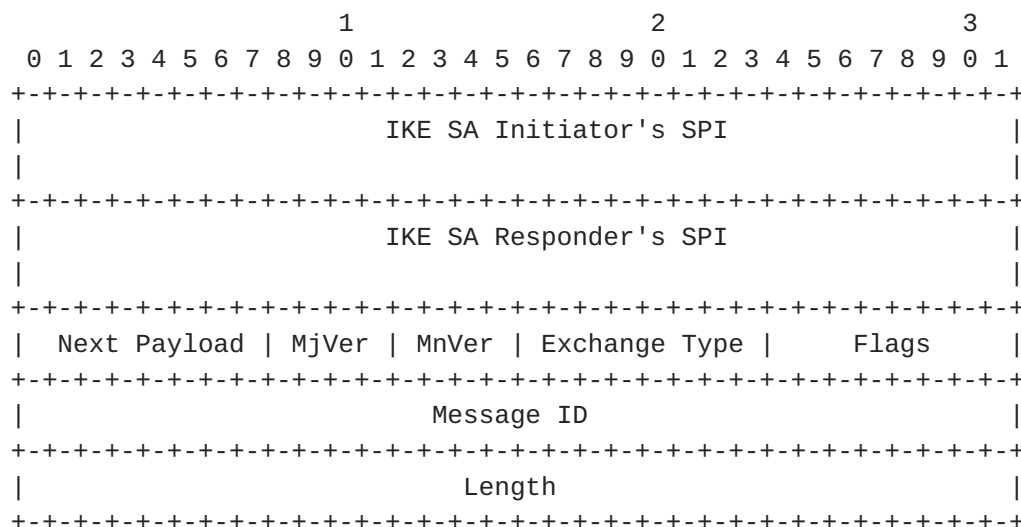 1                   2                   3
 0 1 2 3 4 5 6 7 8 9 0 1 2 3 4 5 6 7 8 9 0 1 2 3 4 5 6 7 8 9 0 1
+-+-+-+-+-+-+-+-+-+-+-+-+-+-+-+-+-+-+-+-+-+-+-+-+-+-+-+-+-+-+-+-+
|                       IKE SA Initiator's SPI                  |
|                                                               |
+-+-+-+-+-+-+-+-+-+-+-+-+-+-+-+-+-+-+-+-+-+-+-+-+-+-+-+-+-+-+-+-+
|                       IKE SA Responder's SPI                  |
|                                                               |
+-+-+-+-+-+-+-+-+-+-+-+-+-+-+-+-+-+-+-+-+-+-+-+-+-+-+-+-+-+-+-+-+
|  Next Payload | MjVer | MnVer | Exchange Type |     Flags     |
+-+-+-+-+-+-+-+-+-+-+-+-+-+-+-+-+-+-+-+-+-+-+-+-+-+-+-+-+-+-+-+-+
|                          Message ID                           |
+-+-+-+-+-+-+-+-+-+-+-+-+-+-+-+-+-+-+-+-+-+-+-+-+-+-+-+-+-+-+-+-+
|                            Length                             |
+-+-+-+-+-+-+-+-+-+-+-+-+-+-+-+-+-+-+-+-+-+-+-+-+-+-+-+-+-+-+-+-+